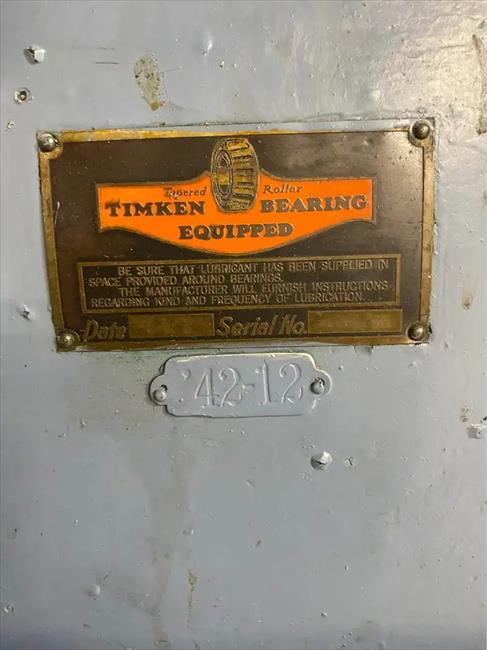 Tapered Roller
TIMKEN BEARING
EQUIPPED
BE SURE THAT LUBRICANT HAS BEEN SUPPLIED IN
SPACE PROVIDED AROUND BEARINGS.
THE MANUFACTURER WILL FURNISH INSTRUCTIONS
REGARDING KIND AND FREQUENCY OF LUBRICATION.
Date Serial No.
'42-12